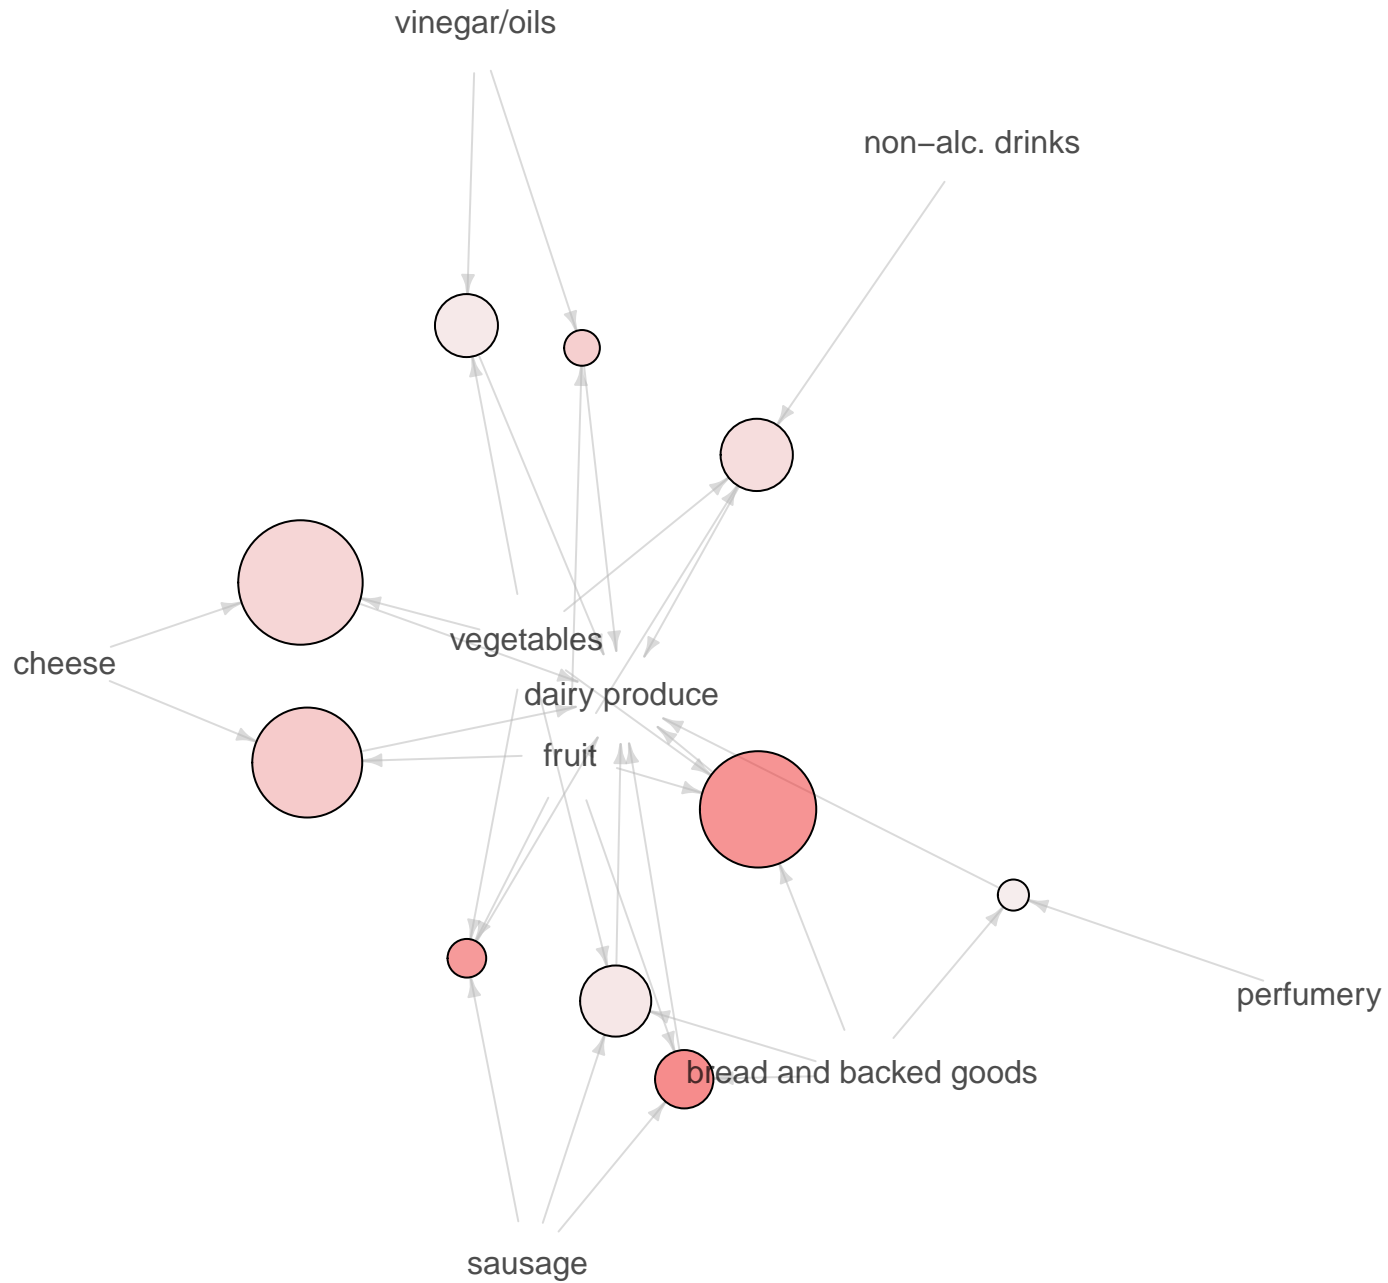 vinegar/oils
non−alc. drinks
vegetables
cheese
dairy produce
fruit
perfumery
bread and backed goods
sausage